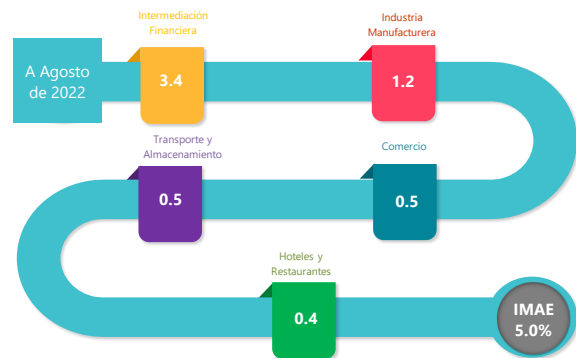 A Agosto
de 2022
Intermediación
Financiera
3.4
Industria
Manufacturera
1.2
Comercio
0.5
Transporte y
Almacenamiento
0.5
Hoteles y
Restaurantes
0.4
IMAE
5.0%